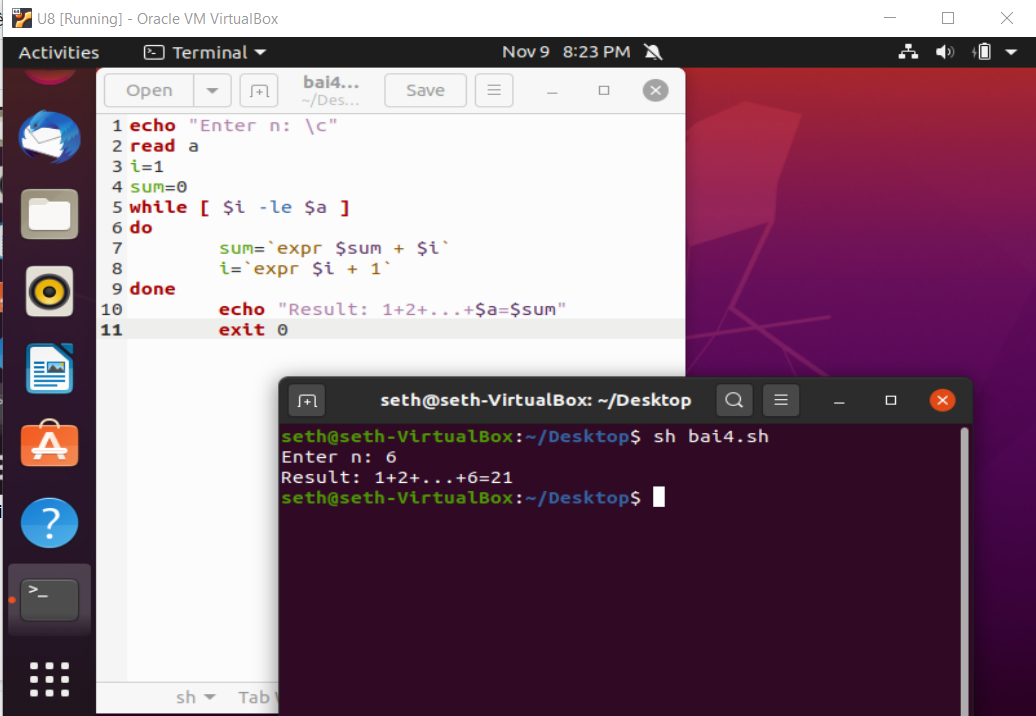 U8 [Running] - Oracle VM VirtualBox
Activities Terminal Nov 9 8:23 PM
Open bai4... Save
~/Des...
1 echo "Enter n: \c"
2 read a
3 i=1
4 sum=0
5 while [ $i -le $a ]
6 do
7 sum=`expr $sum + $i`
8 i=`expr $i + 1`
9 done
10 echo "Result: 1+2+...+$a=$sum"
11 exit 0
seth@seth-VirtualBox: ~/Desktop
seth@seth-VirtualBox:~/Desktop$ sh bai4.sh
Enter n: 6
Result: 1+2+...+6=21
seth@seth-VirtualBox:~/Desktop$
sh Tab